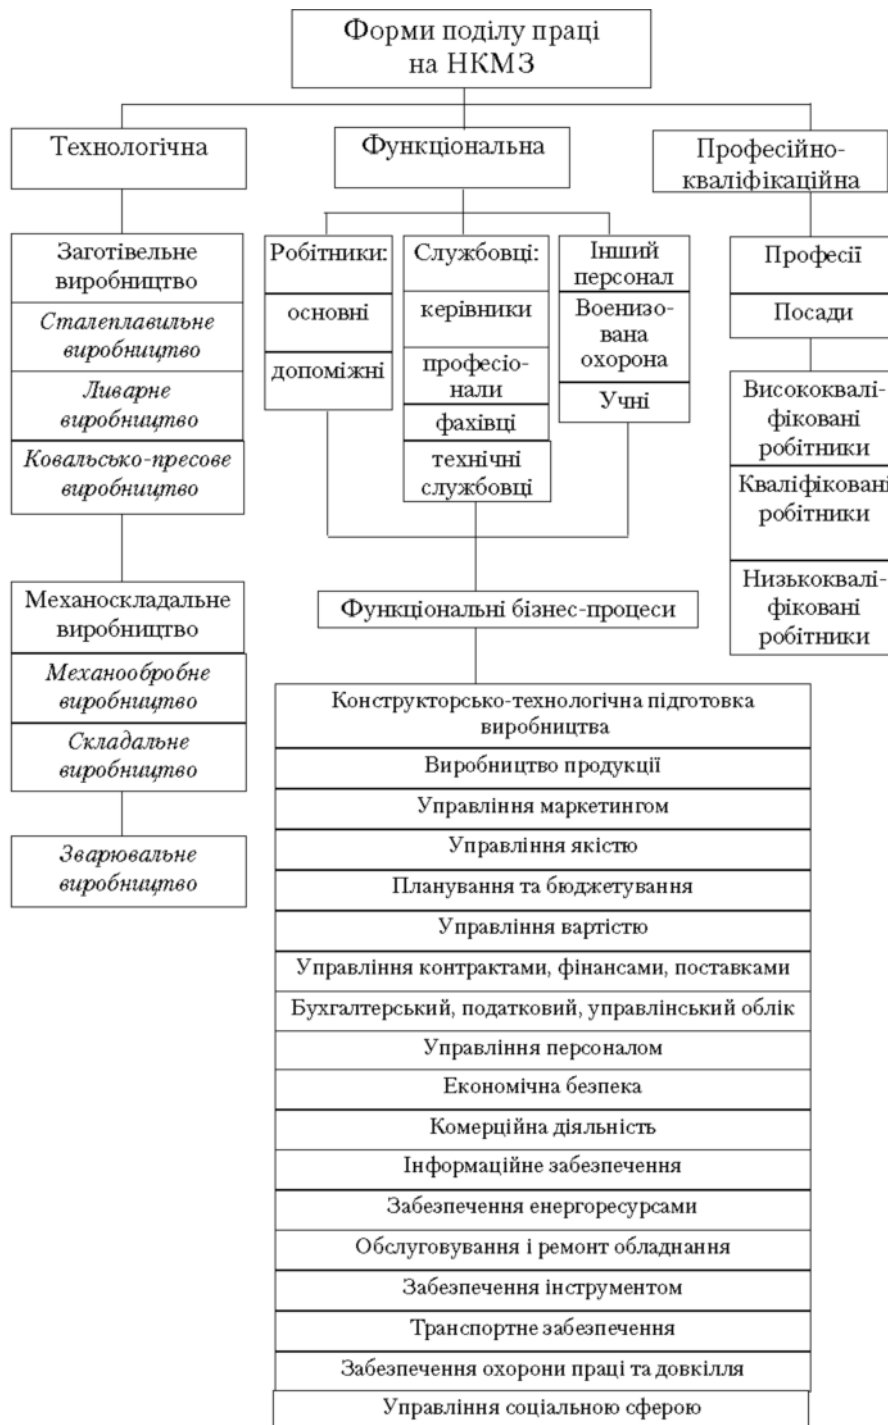 Форми поділу праці
на НКМЗ
Технологічна
Функціональна
Професійно-
кваліфікаційна
Заготівельне
виробництво
Сталеплавильне
виробництво
Ливарне
виробництво
Ковальсько-пресове
виробництво
Механоскладальне
виробництво
Механообробне
виробництво
Складальне
виробництво
Зварювальне
виробництво
Робітники:
основні
допоміжні
Службовці:
керівники
професіо-
нали
фахівці
технічні
службовці
Інший
персонал
Военизо-
вана
охорона
Учні
Професії
Посади
Висококвалі-
фіковані
робітники
Кваліфіковані
робітники
Низькоквалі-
фіковані
робітники
Функціональні бізнес-процеси
Конструкторсько-технологічна підготовка
виробництва
Виробництво продукції
Управління маркетингом
Управління якістю
Планування та бюджетування
Управління вартістю
Управління контрактами, фінансами, поставками
Бухгалтерський, податковий, управлінський облік
Управління персоналом
Економічна безпека
Комерційна діяльність
Інформаційне забезпечення
Забезпечення енергоресурсами
Обслуговування і ремонт обладнання
Забезпечення інструментом
Транспортне забезпечення
Забезпечення охорони праці та довкілля
Управління соціальною сферою